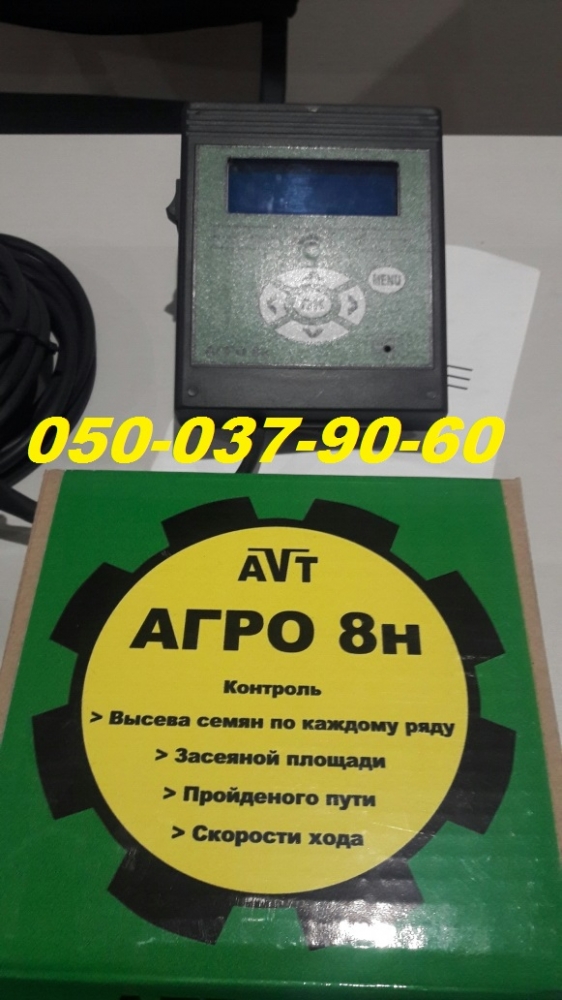 MENU
050-037-90-60
AVT
АГРО 8н
Контроль
> Высева семян по каждому ряду
> Засеяной площади
> Пройденого пути
> Скорости хода